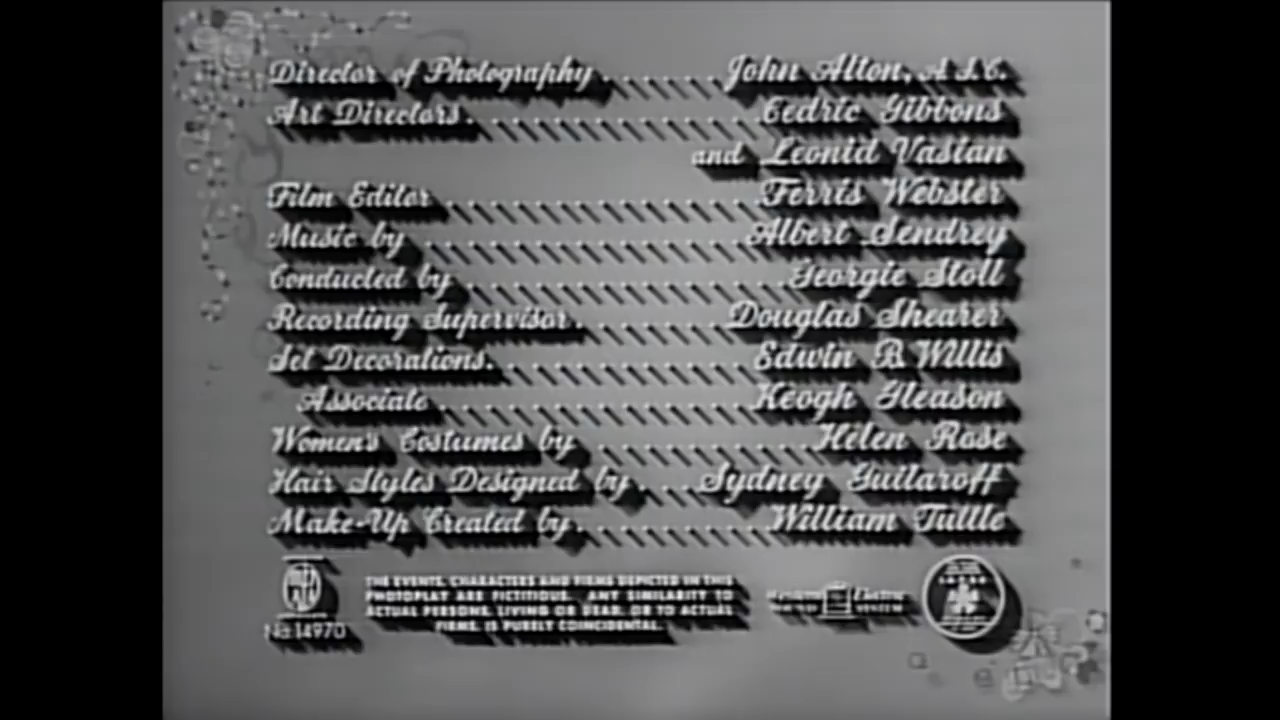 Director of Photography . . . . . . John Alton, A.S.C.
Art Directors . . . . . . . . . . . . . . . Cedric Gibbons
and Leonid Vasian
Film Editor . . . . . . . . . . . . . . . . . Ferris Webster
Music by . . . . . . . . . . . . . . . . . Albert Sendrey
Conducted by . . . . . . . . . . . . . . . . Georgie Stoll
Recording Supervisor . . . . . . . . Douglas Shearer
Set Decorations . . . . . . . . . . . . . Edwin B. Willis
Associate . . . . . . . . . . . . . . . . Keogh Gleason
Women's Costumes by . . . . . . . . . . . Helen Rose
Hair Styles Designed by . . . . Sydney Guilaroff
Make-Up Created by . . . . . . . . . . William Tuttle
THE EVENTS, CHARACTERS AND FIRMS DEPICTED IN THIS
PHOTOPLAY ARE FICTITIOUS. ANY SIMILARITY TO
ACTUAL PERSONS, LIVING OR DEAD, OR TO ACTUAL
FIRMS, IS PURELY COINCIDENTAL.
Western Electric
No. 14970